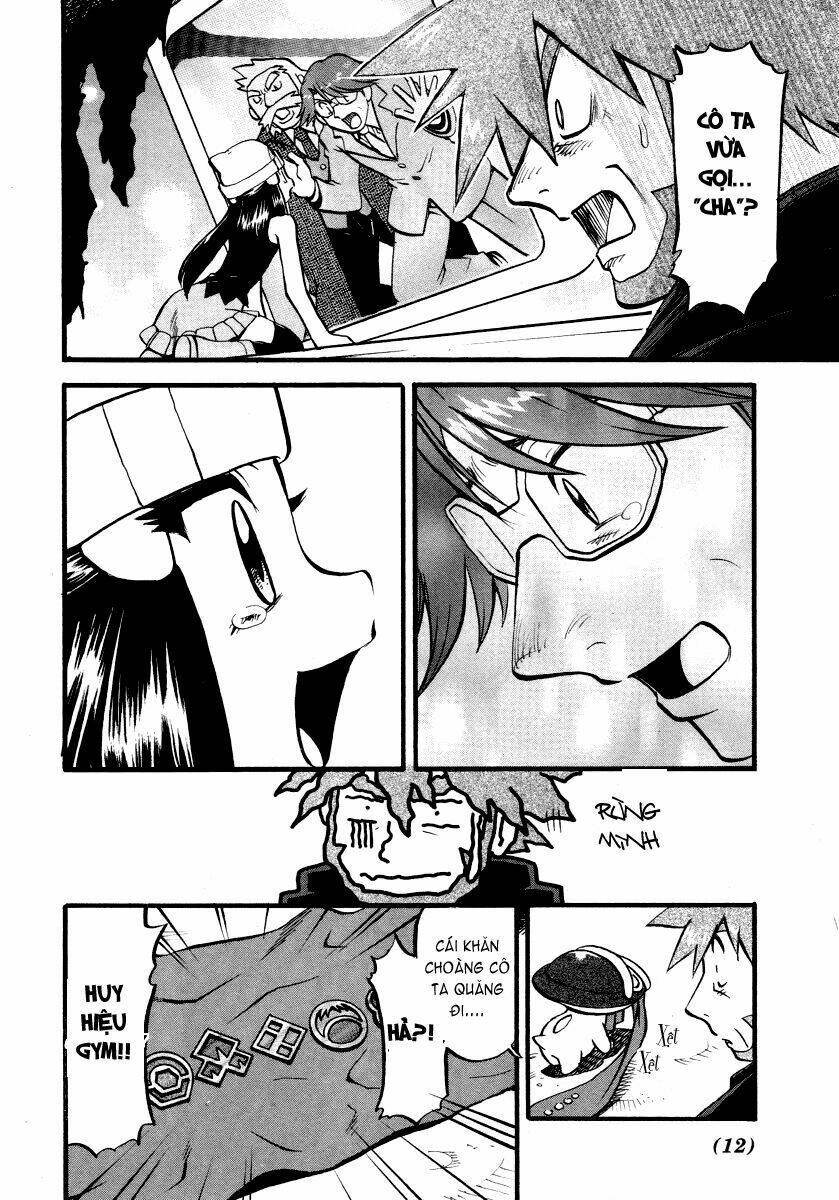 CÔ TA
VỪA
GỌI...
"CHA"?
RÙNG
MÌNH
Xẹt
Xẹt
CÁI KHĂN
CHOÀNG CÔ
TA QUĂNG
ĐI....
HẢ?!
HUY
HIỆU
GYM!!
(12)